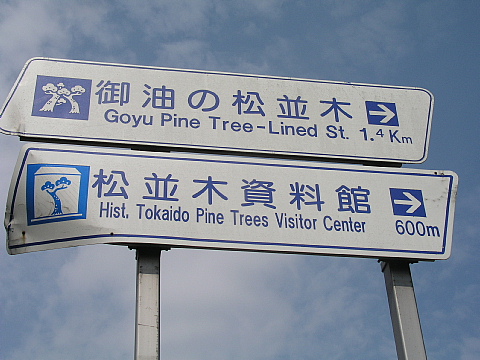 御油の松並木
Goyu Pine Tree-Lined St. 1.4 Km
松並木資料館
Hist. Tokaido Pine Trees Visitor Center 600m